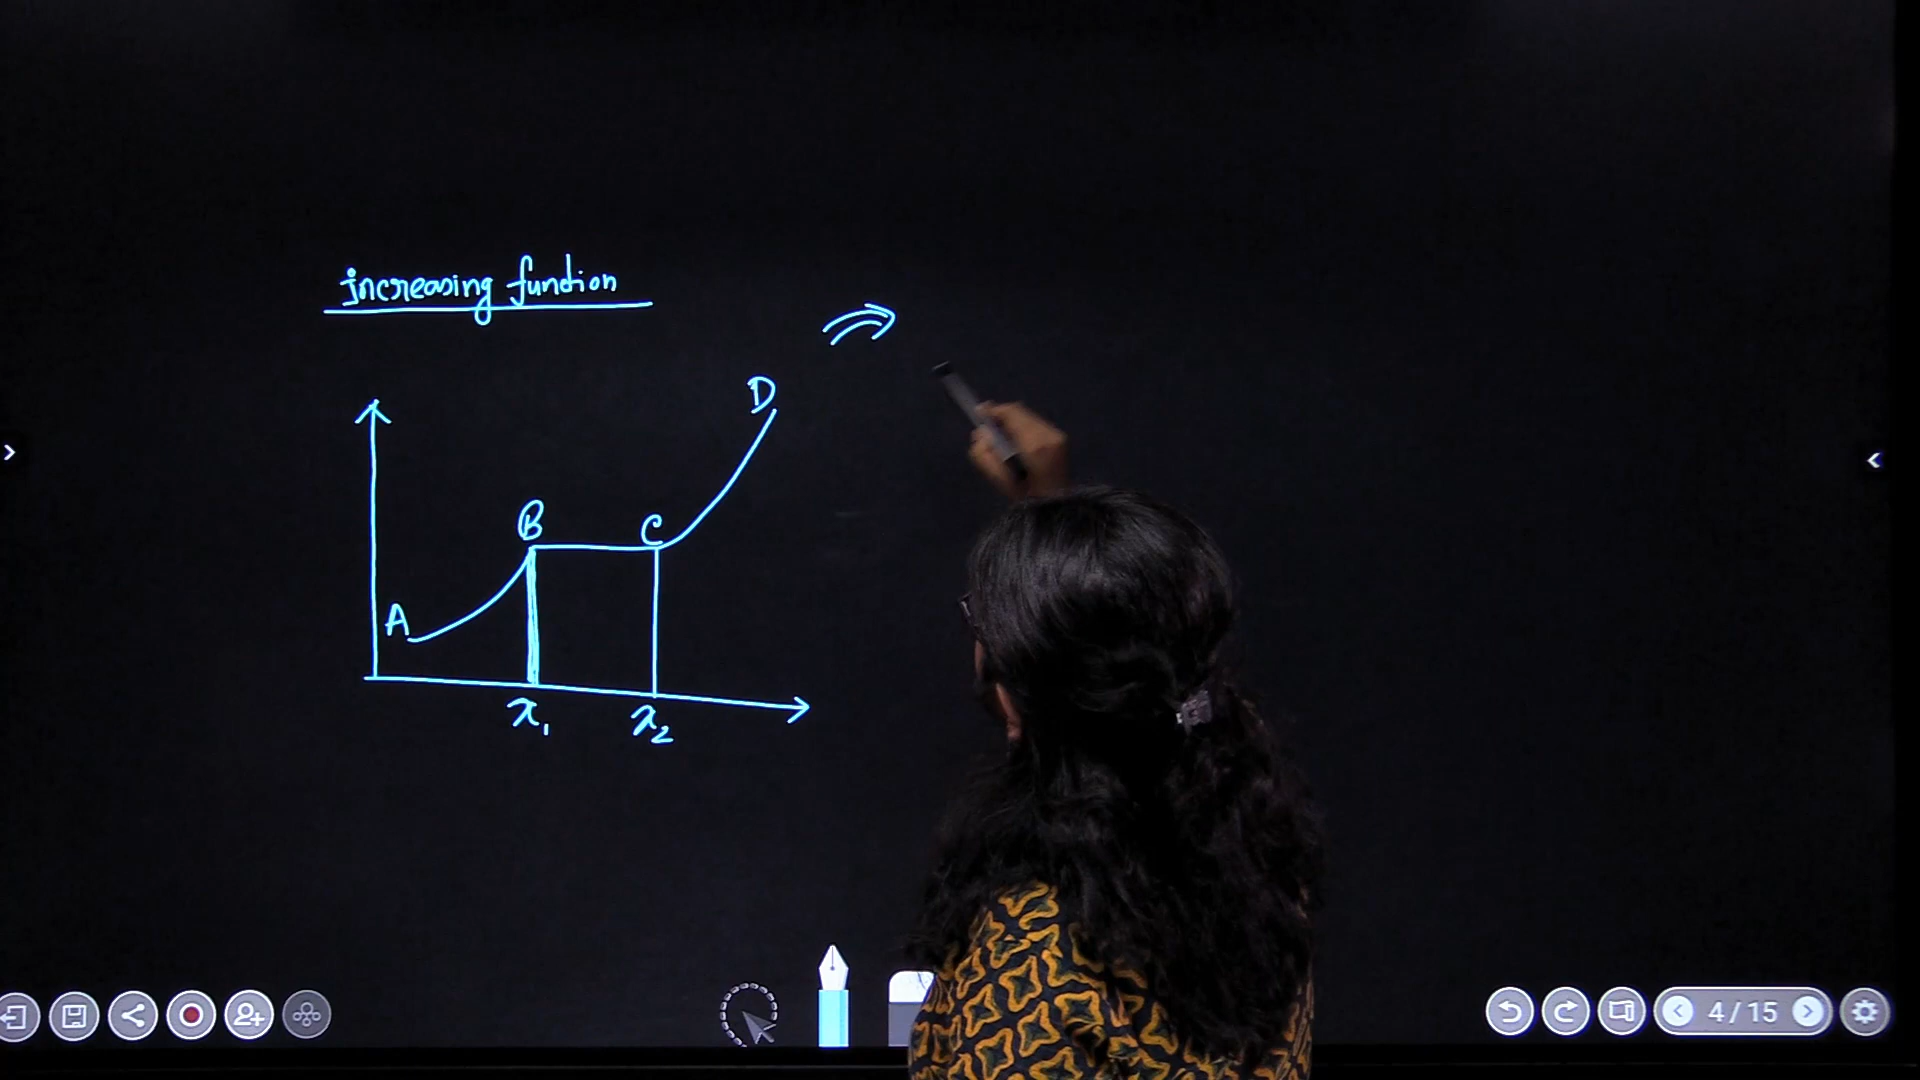 increasing function
D
B
C
A
x₁
x₂
4/15